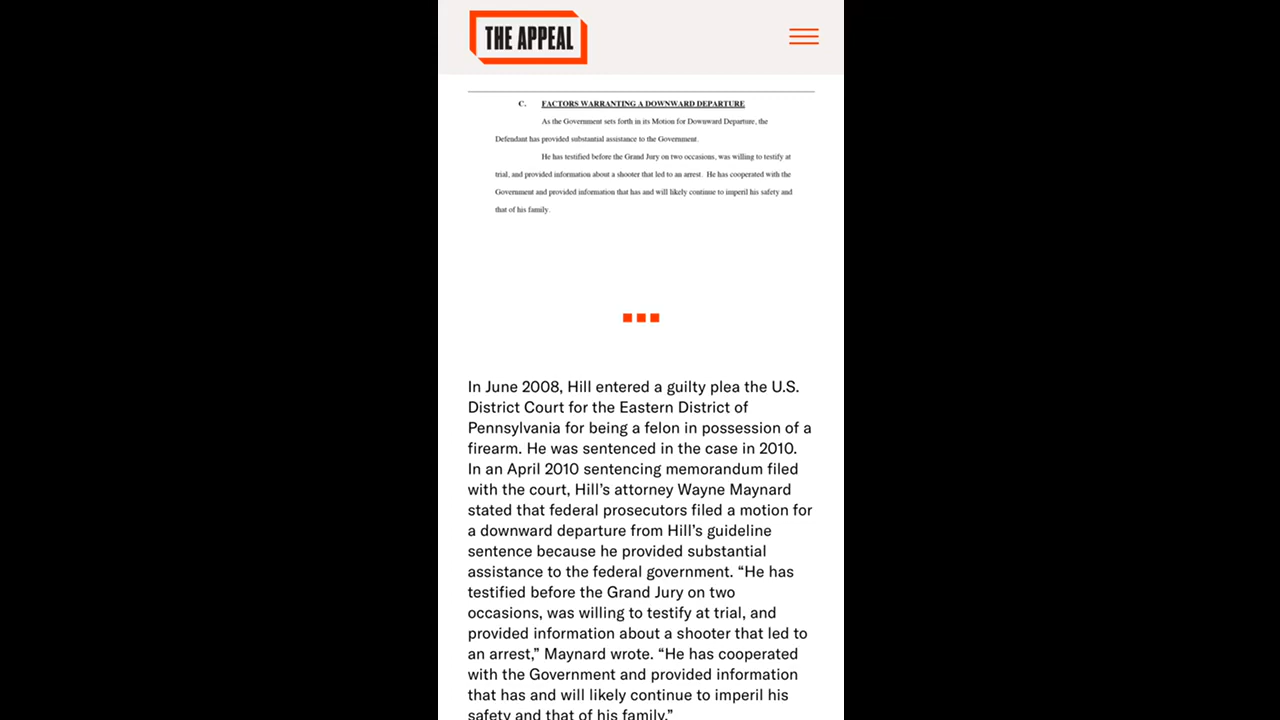 THE APPEAL
C. FACTORS WARRANTING A DOWNWARD DEPARTURE
As the Government sets forth in its Motion for Downward Departure, the
Defendant has provided substantial assistance to the Government.
He has testified before the Grand Jury on two occasions, was willing to testify at
trial, and provided information about a shooter that led to an arrest. He has cooperated with the
Government and provided information that has and will likely continue to imperil his safety and
that of his family.
In June 2008, Hill entered a guilty plea the U.S.
District Court for the Eastern District of
Pennsylvania for being a felon in possession of a
firearm. He was sentenced in the case in 2010.
In an April 2010 sentencing memorandum filed
with the court, Hill’s attorney Wayne Maynard
stated that federal prosecutors filed a motion for
a downward departure from Hill’s guideline
sentence because he provided substantial
assistance to the federal government. “He has
testified before the Grand Jury on two
occasions, was willing to testify at trial, and
provided information about a shooter that led to
an arrest,” Maynard wrote. “He has cooperated
with the Government and provided information
that has and will likely continue to imperil his
safety and that of his family.”